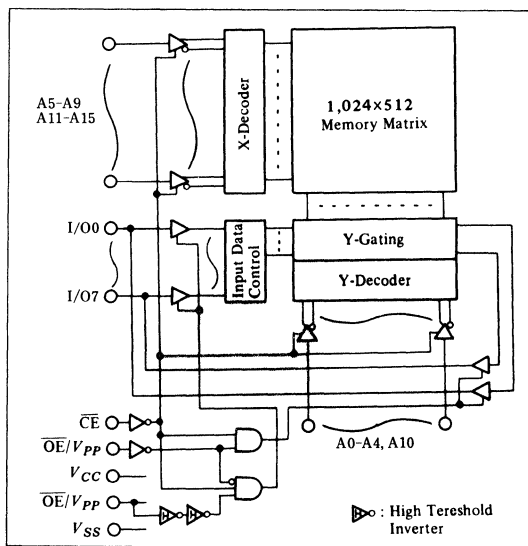 A5-A9
A11-A15
X-Decoder
1,024×512
Memory Matrix
I/O0
I/O7
Input Data
Control
Y-Gating
Y-Decoder
CE
OE/VPP
VCC
OE/VPP
VSS
A0-A4, A10
H
H
H : High Tereshold
Inverter